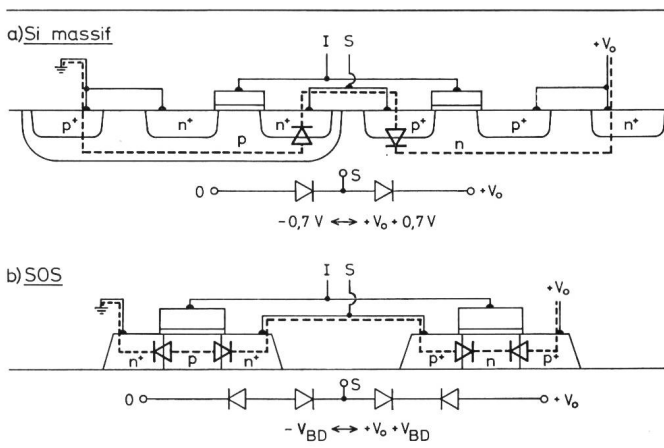 a) Si massif
I S
+V₀
p⁺ n⁺ n⁺ p⁺ p⁺ n⁺
p n
S
0 +V₀
-0,7 V ↔ +V₀ + 0,7 V
b) SOS
I S
+V₀
n⁺ p n⁺ p⁺ n p⁺
S
0 +V₀
- V_BD ↔ +V₀ + V_BD